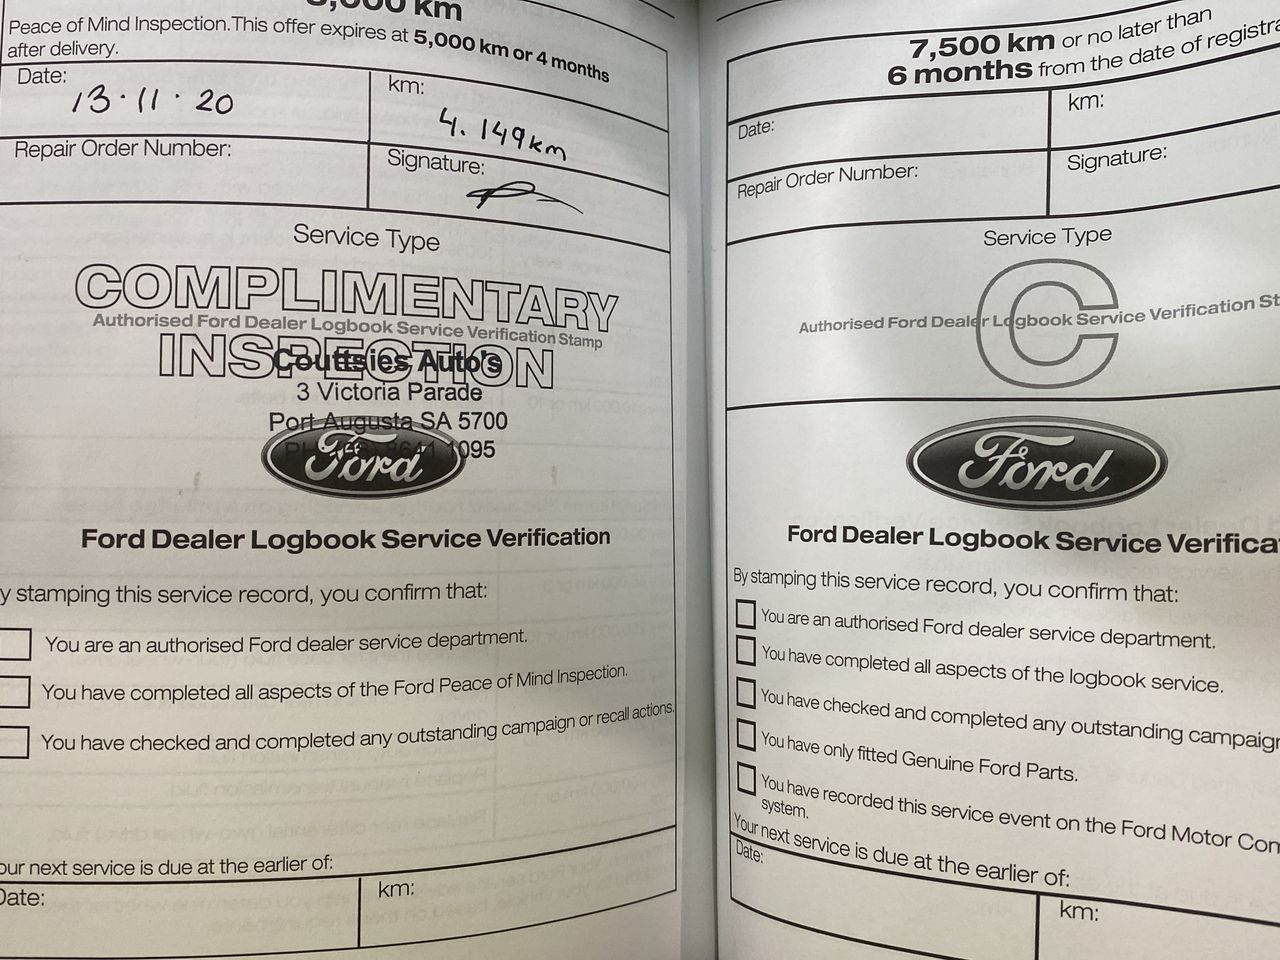 000 km
Peace of Mind Inspection. This offer expires at 5,000 km or 4 months
after delivery.
Date:
13·11·20
km:
4.149km
Repair Order Number:
Signature:
Service Type
COMPLIMENTARY
Authorised Ford Dealer Logbook Service Verification Stamp
INSPECTION
Couttsies Auto's
3 Victoria Parade
Port Augusta SA 5700
1095
Ford
Ford Dealer Logbook Service Verification
y stamping this service record, you confirm that:
You are an authorised Ford dealer service department.
You have completed all aspects of the Ford Peace of Mind Inspection.
You have checked and completed any outstanding campaign or recall actions.
our next service is due at the earlier of:
Date:
km:
7,500 km or no later than
6 months from the date of registra
Date:
km:
Repair Order Number:
Signature:
Service Type
C
Authorised Ford Dealer Logbook Service Verification St
Ford
Ford Dealer Logbook Service Verifica
By stamping this service record, you confirm that:
You are an authorised Ford dealer service department.
You have completed all aspects of the logbook service.
You have checked and completed any outstanding campaign
You have only fitted Genuine Ford Parts.
You have recorded this service event on the Ford Motor Com
system.
Your next service is due at the earlier of:
Date:
km: